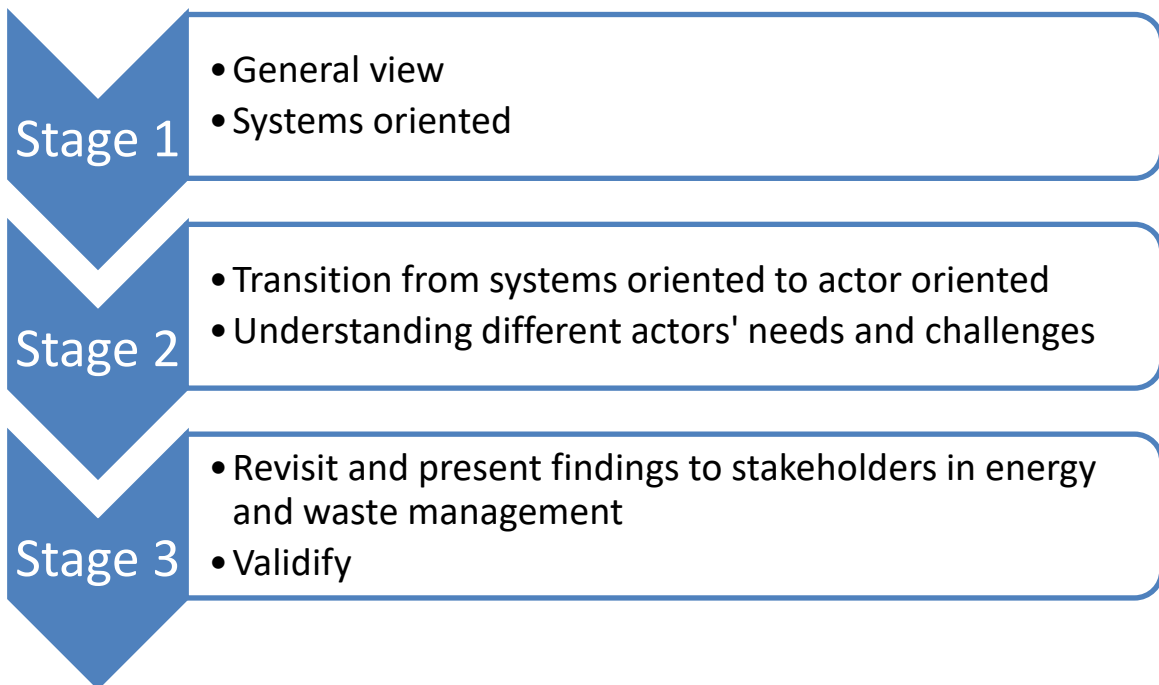 Stage 1
• General view
• Systems oriented
Stage 2
• Transition from systems oriented to actor oriented
• Understanding different actors' needs and challenges
Stage 3
• Revisit and present findings to stakeholders in energy
and waste management
• Validify